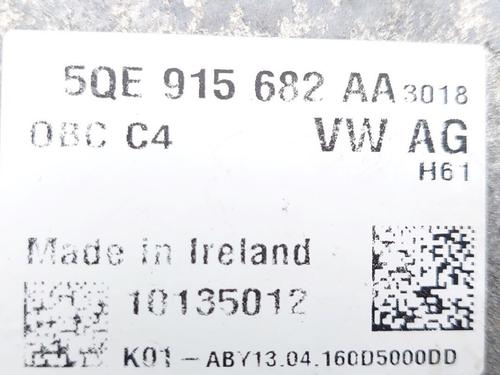 5QE 915 682 AA 3018
OBC C4 VW AG
H61
Made in Ireland
10135012
K01 - ABY13.04.160D5000DD